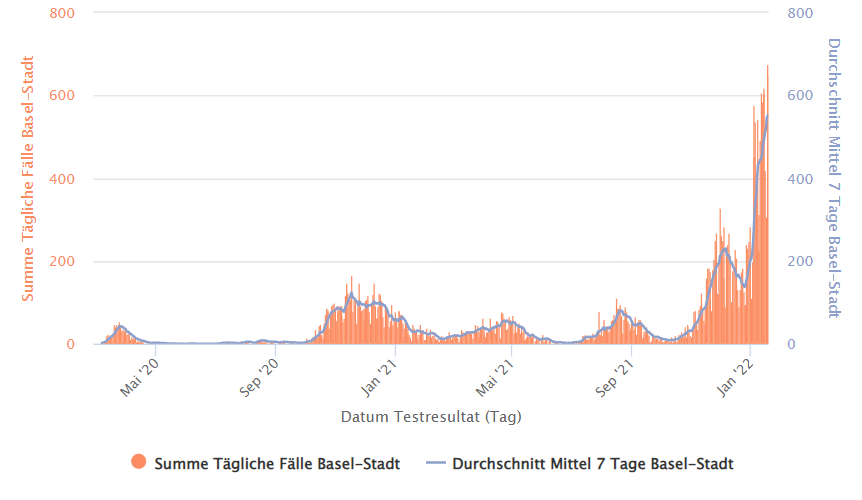 800
600
400
200
0
Summe Tägliche Fälle Basel-Stadt
800
600
400
200
0
Durchschnitt Mittel 7 Tage Basel-Stadt
Mai '20
Sep '20
Jan '21
Mai '21
Sep '21
Jan '22
Datum Testresultat (Tag)
Summe Tägliche Fälle Basel-Stadt
Durchschnitt Mittel 7 Tage Basel-Stadt